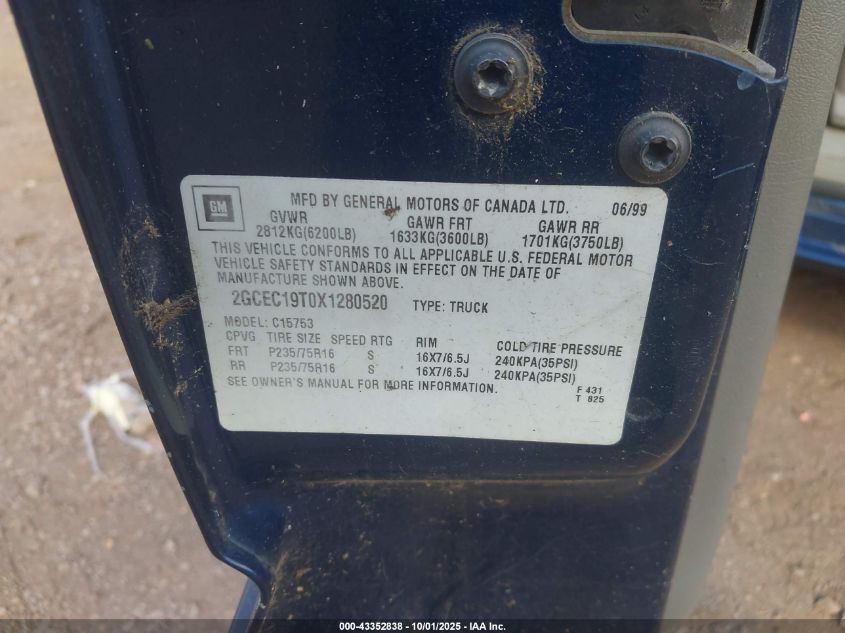 GM
MFD BY GENERAL MOTORS OF CANADA LTD. 06/99
GVWR GAWR FRT GAWR RR
2812KG(6200LB) 1633KG(3600LB) 1701KG(3750LB)
THIS VEHICLE CONFORMS TO ALL APPLICABLE U.S. FEDERAL MOTOR
VEHICLE SAFETY STANDARDS IN EFFECT ON THE DATE OF
MANUFACTURE SHOWN ABOVE.
2GCEC19T0X1280520 TYPE: TRUCK
MODEL: C15753
CPVG TIRE SIZE SPEED RTG RIM COLD TIRE PRESSURE
FRT P235/75R16 S 16X7/6.5J 240KPA(35PSI)
RR P235/75R16 S 16X7/6.5J 240KPA(35PSI)
SEE OWNER'S MANUAL FOR MORE INFORMATION.
F 431
T 825
000-43352838 - 10/01/2025 - © IAA Inc.